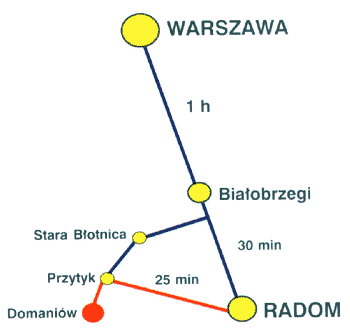 WARSZAWA
1 h
Białobrzegi
Stara Błotnica
30 min
Przytyk
25 min
Domaniów
RADOM